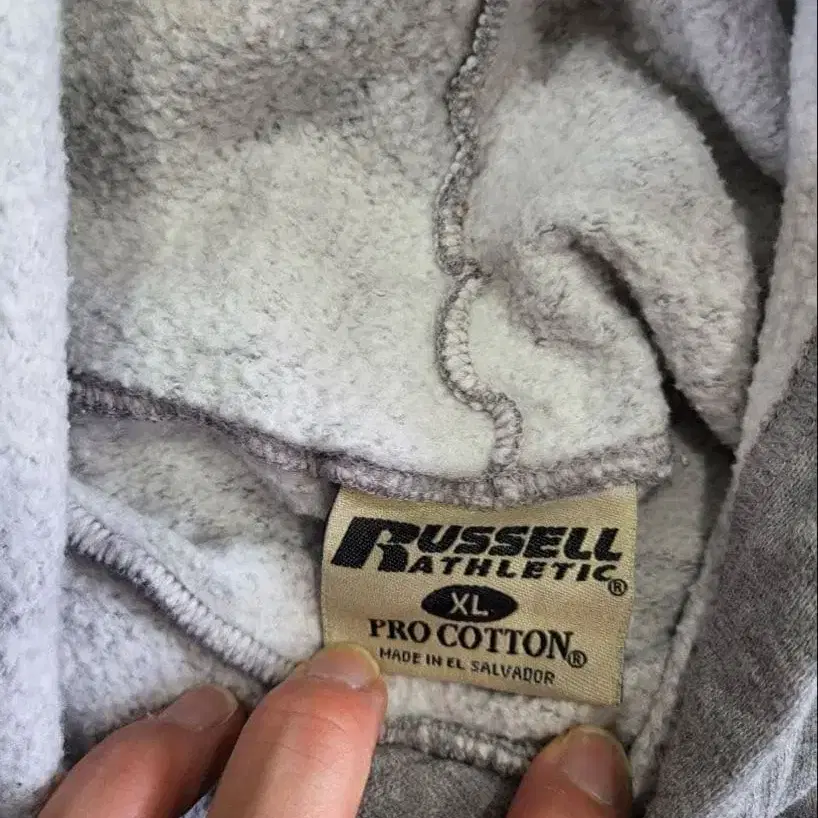 RUSSELL
ATHLETIC®
XL
PRO COTTON®
MADE IN EL SALVADOR